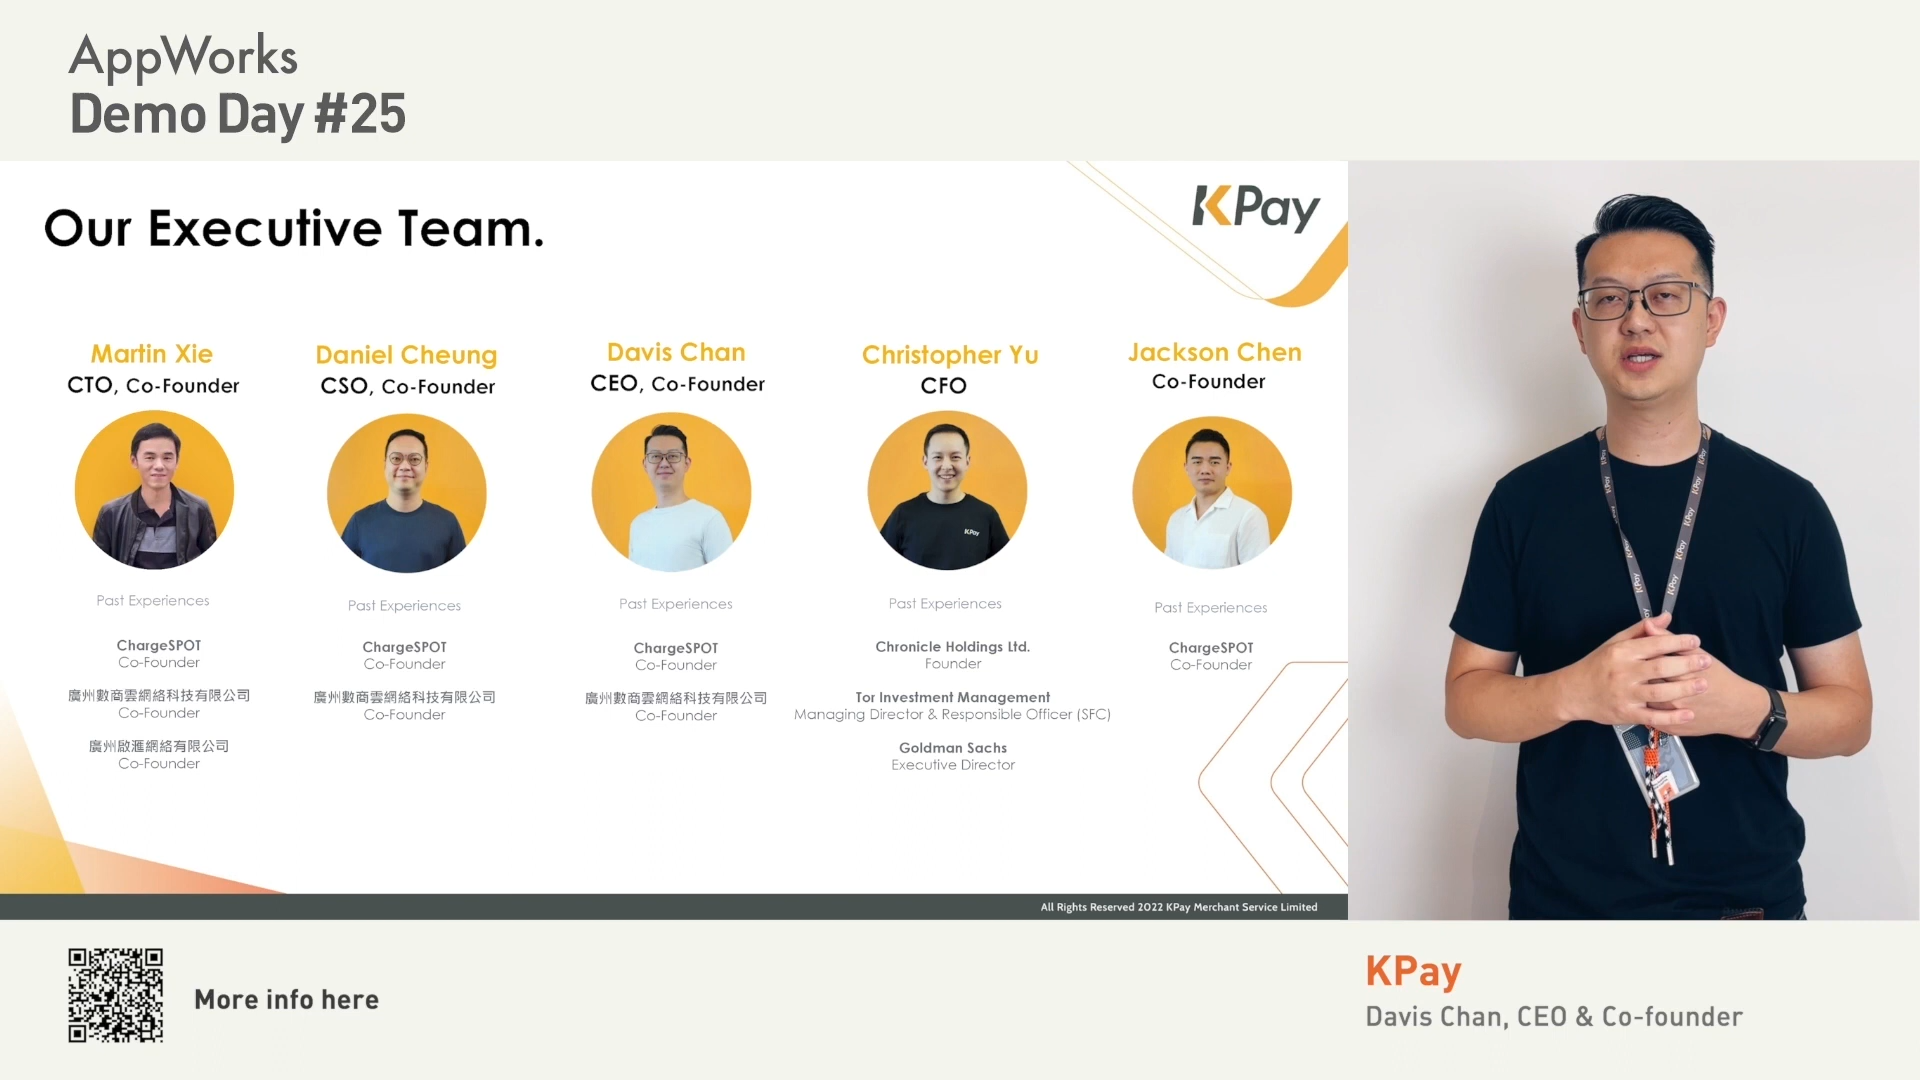 AppWorks
Demo Day #25
KPay
Our Executive Team.
Martin Xie
CTO, Co-Founder
Past Experiences
ChargeSPOT
Co-Founder
廣州數商雲網絡科技有限公司
Co-Founder
廣州啟滙網絡有限公司
Co-Founder
Daniel Cheung
CSO, Co-Founder
Past Experiences
ChargeSPOT
Co-Founder
廣州數商雲網絡科技有限公司
Co-Founder
Davis Chan
CEO, Co-Founder
Past Experiences
ChargeSPOT
Co-Founder
廣州數商雲網絡科技有限公司
Co-Founder
Christopher Yu
CFO
KPay
Past Experiences
Chronicle Holdings Ltd.
Founder
Tor Investment Management
Managing Director & Responsible Officer (SFC)
Goldman Sachs
Executive Director
Jackson Chen
Co-Founder
Past Experiences
ChargeSPOT
Co-Founder
All Rights Reserved 2022 KPay Merchant Service Limited
KPay
KPay
KPay
KPay
KPay
KPay
More info here
KPay
Davis Chan, CEO & Co-founder